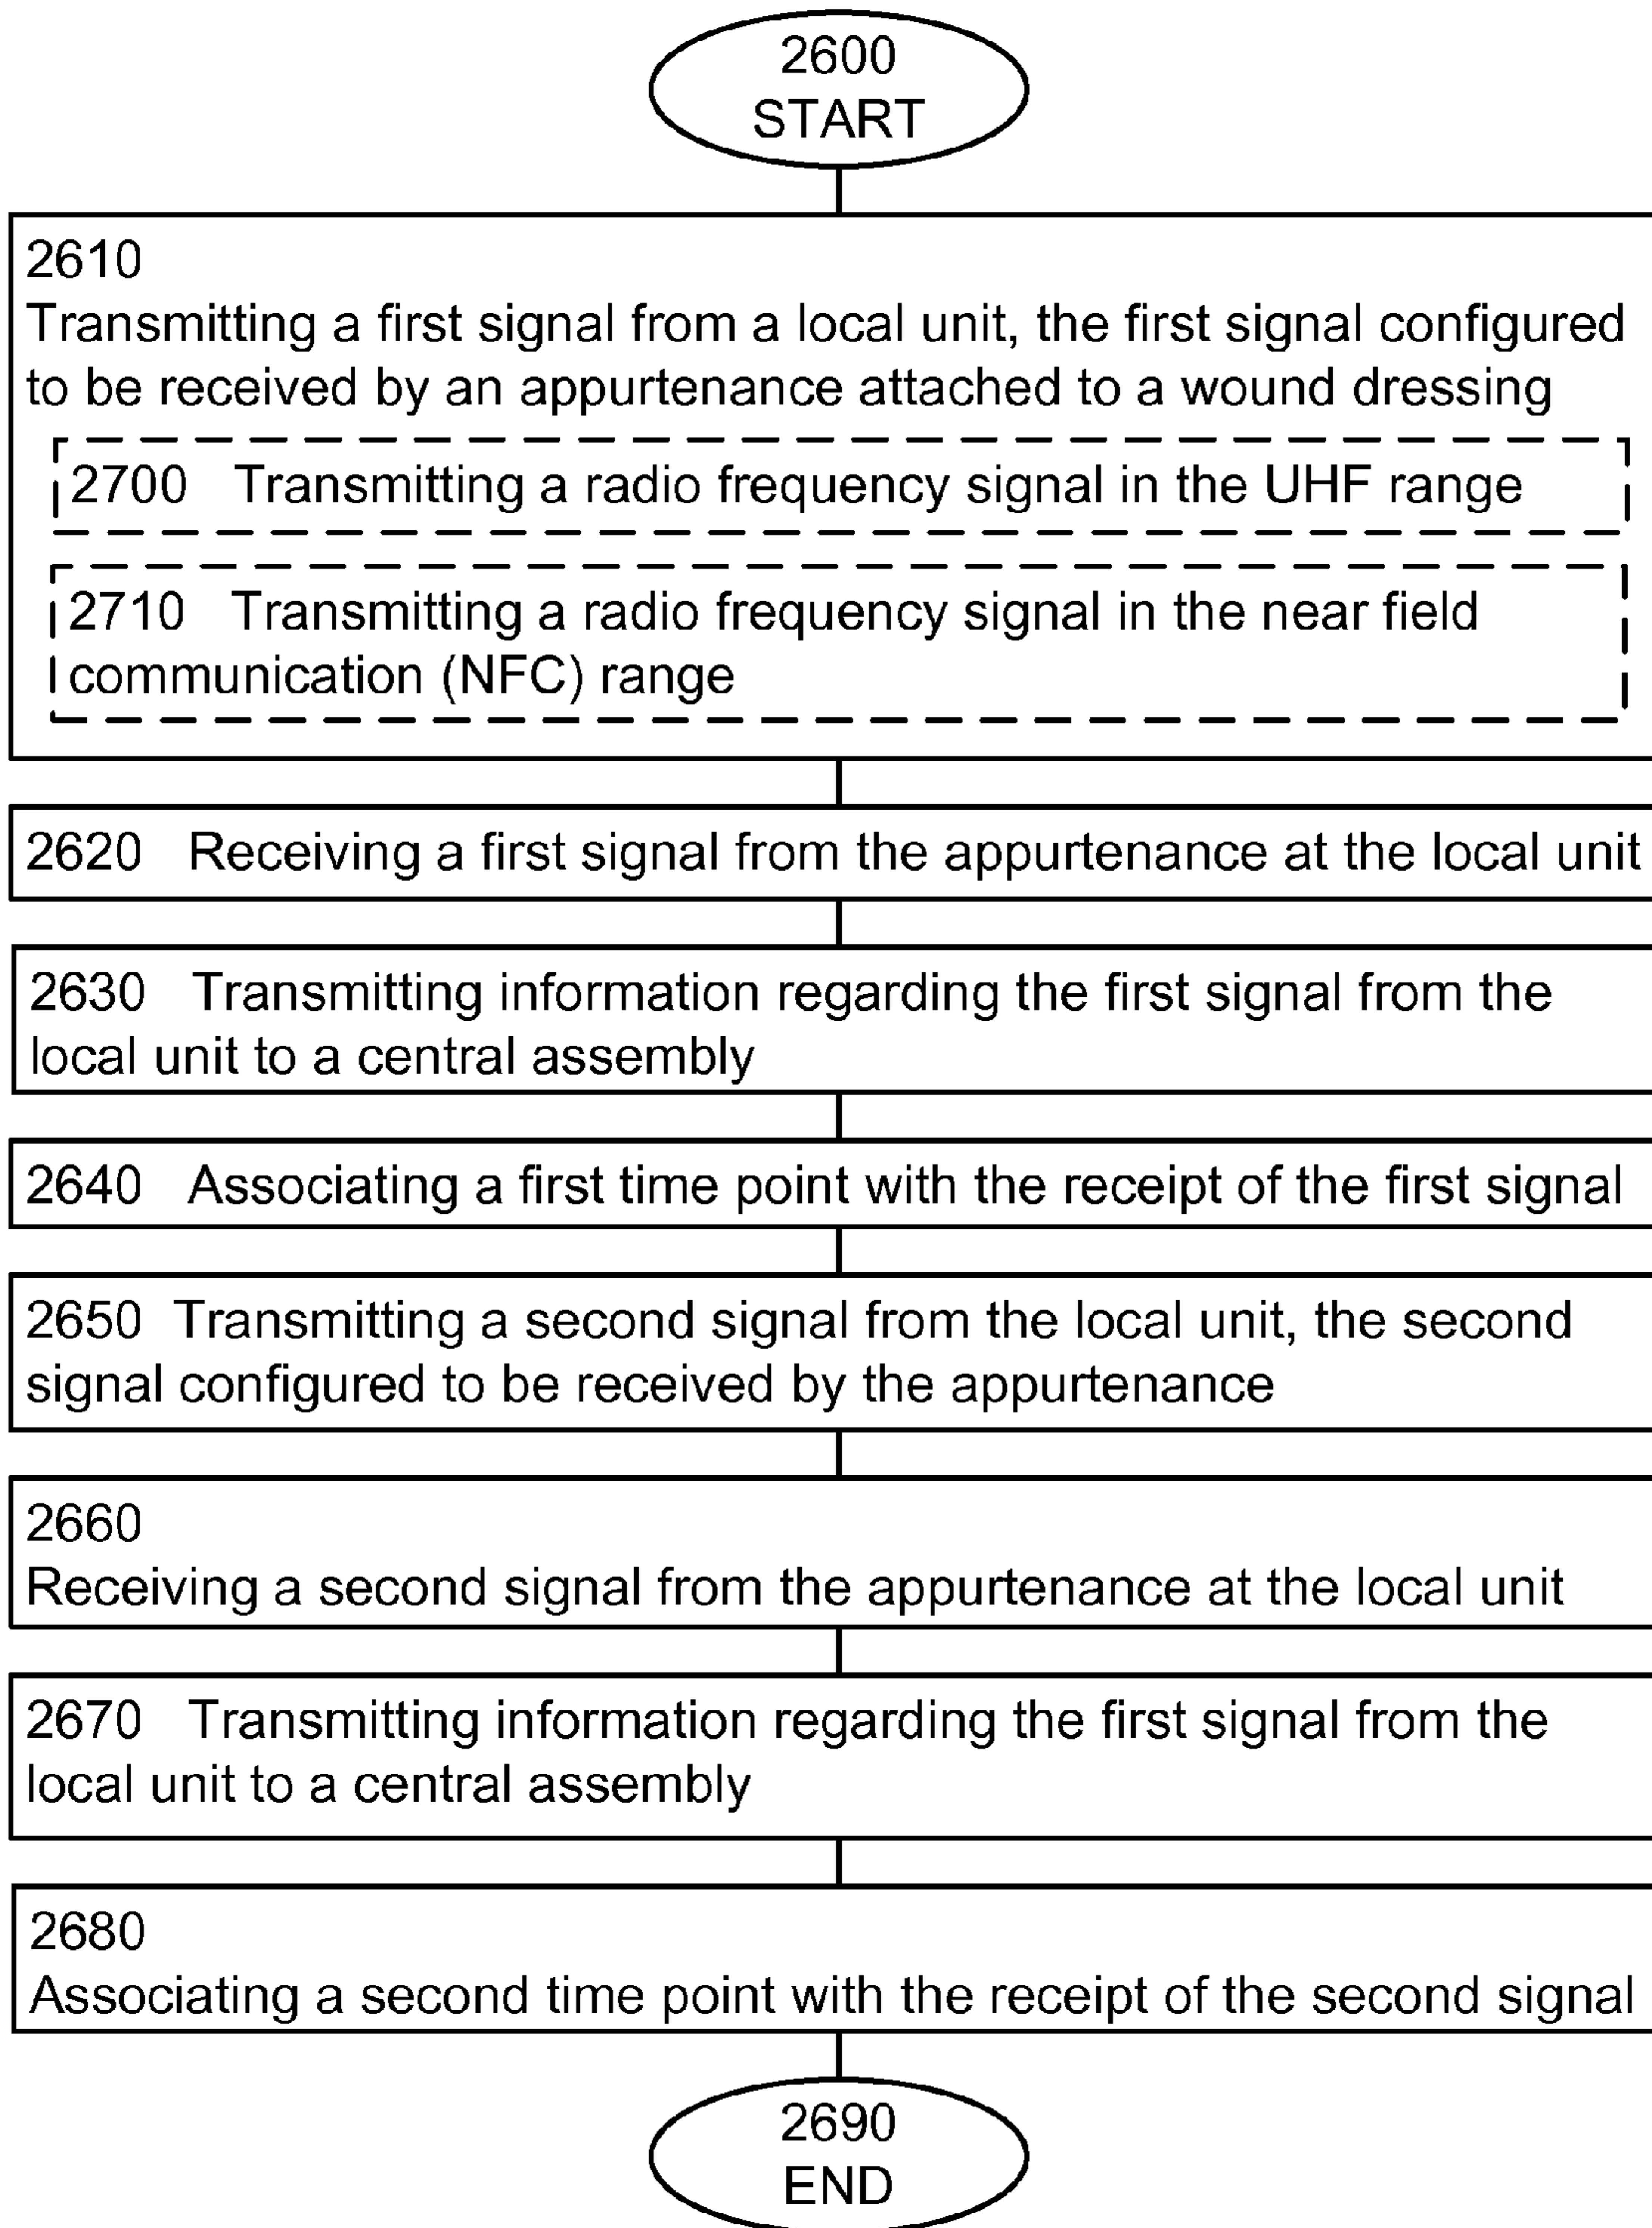 2600
START
2610
Transmitting a first signal from a local unit, the first signal configured
to be received by an appurtenance attached to a wound dressing
2700 Transmitting a radio frequency signal in the UHF range
2710 Transmitting a radio frequency signal in the near field
communication (NFC) range
2620 Receiving a first signal from the appurtenance at the local unit
2630 Transmitting information regarding the first signal from the
local unit to a central assembly
2640 Associating a first time point with the receipt of the first signal
2650 Transmitting a second signal from the local unit, the second
signal configured to be received by the appurtenance
2660
Receiving a second signal from the appurtenance at the local unit
2670 Transmitting information regarding the first signal from the
local unit to a central assembly
2680
Associating a second time point with the receipt of the second signal
2690
END